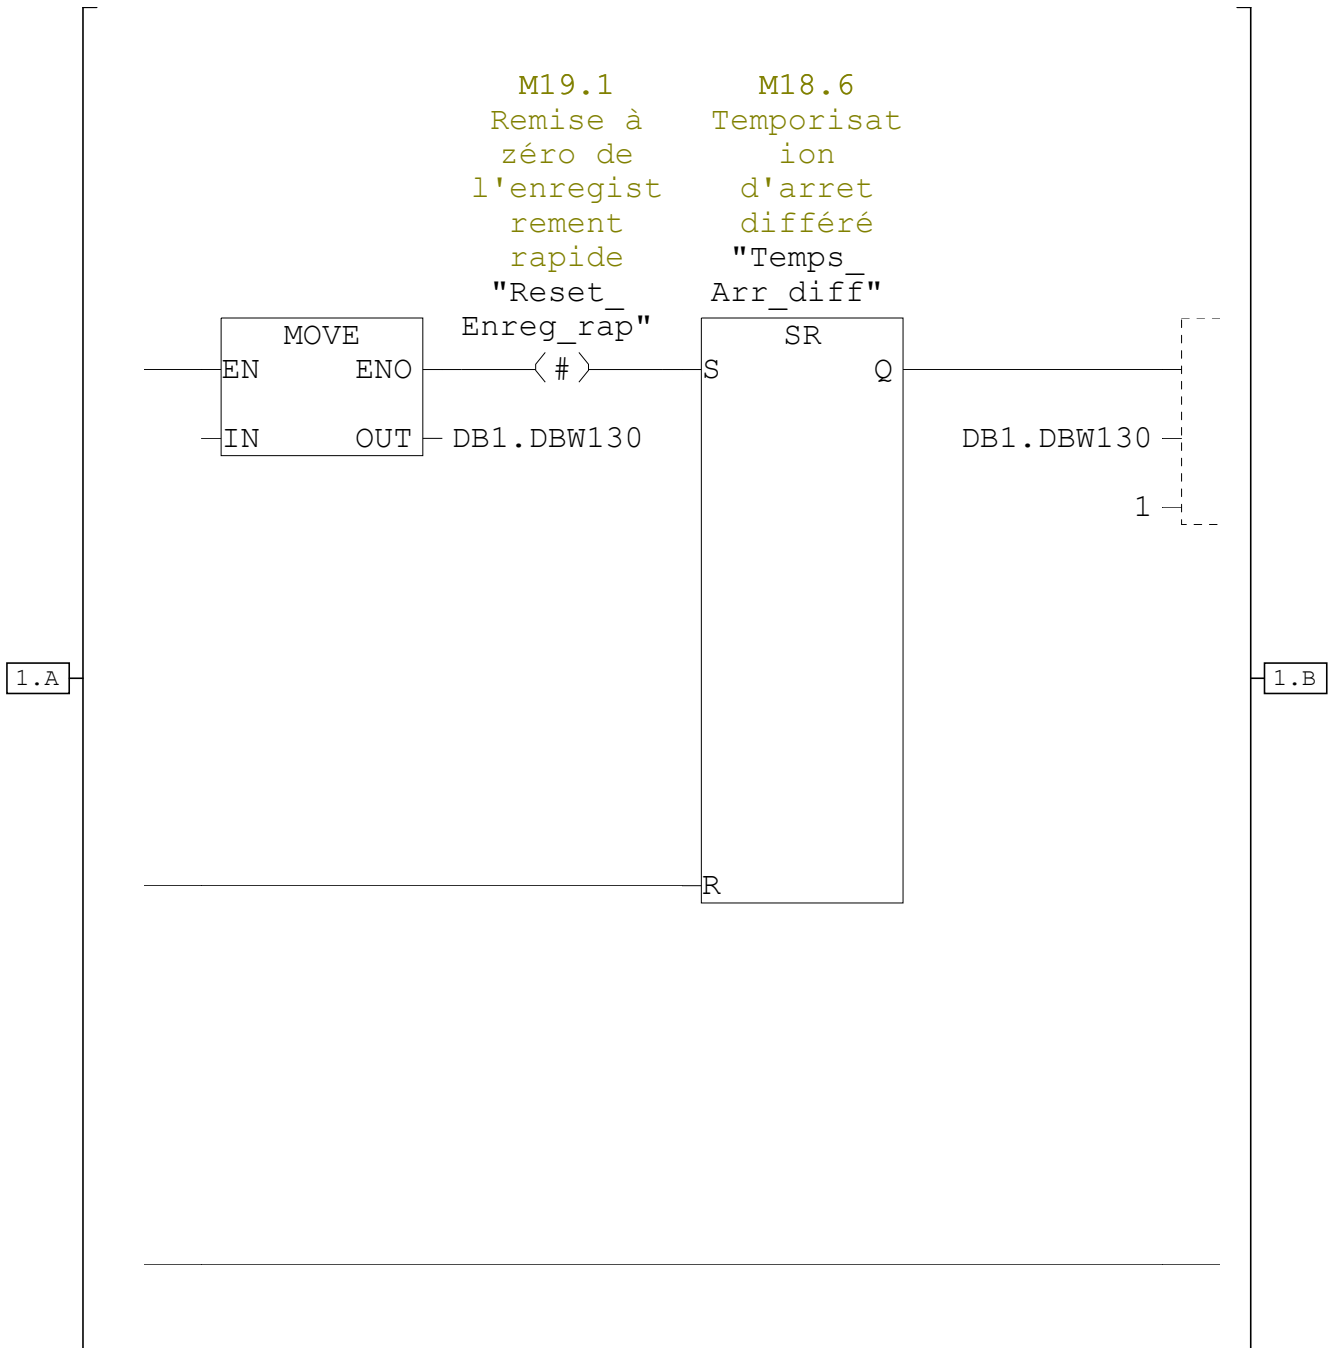 M19.1
Remise à
zéro de
l'enregist
rement
rapide
"Reset_
Enreg_rap"
M18.6
Temporisat
ion
d'arret
différé
"Temps_
Arr_diff"
MOVE
EN ENO
IN OUT
DB1.DBW130
( # )
SR
S Q
R
DB1.DBW130
1
1.A
1.B